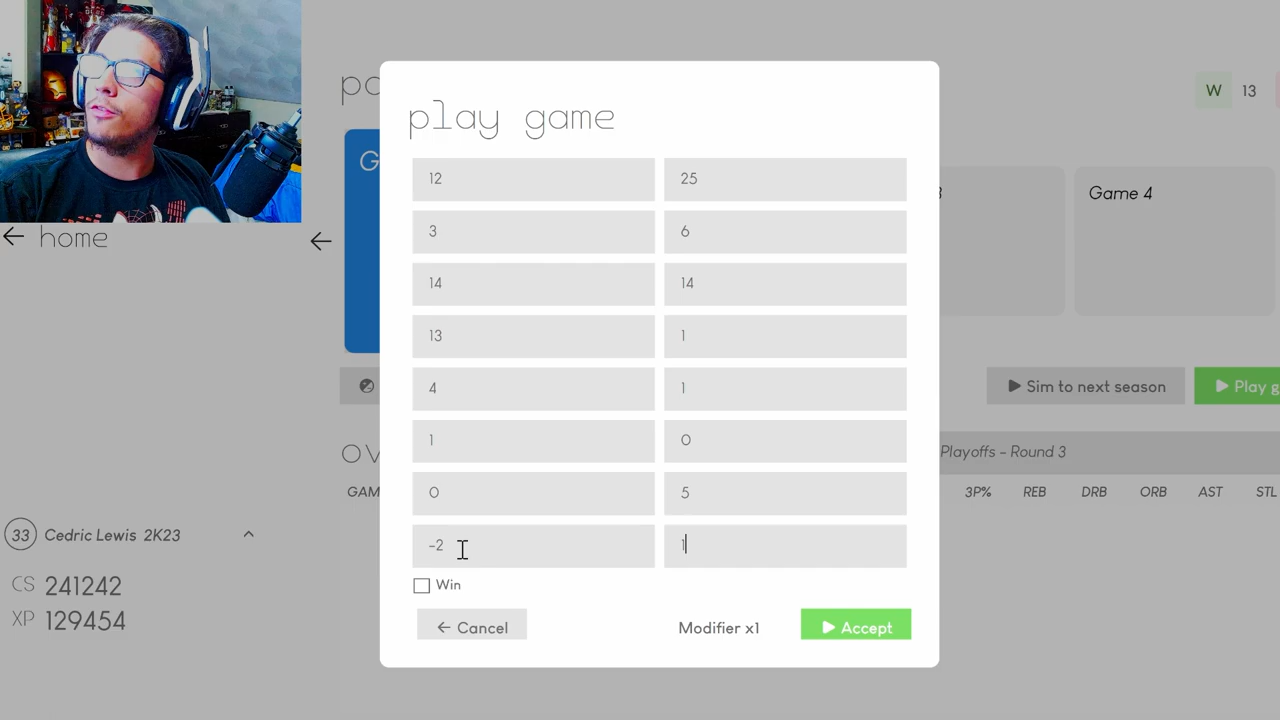 po
W 13
play game
G
12 25
3 6
14 14
13 1
4 1
1 0
0 5
-2 1
Win
← Cancel
Modifier x1
Accept
Game 4
← home
←
Sim to next season
Play g
OV
Playoffs - Round 3
GAM
3P% REB DRB ORB AST STL
33 Cedric Lewis 2K23
CS 241242
XP 129454